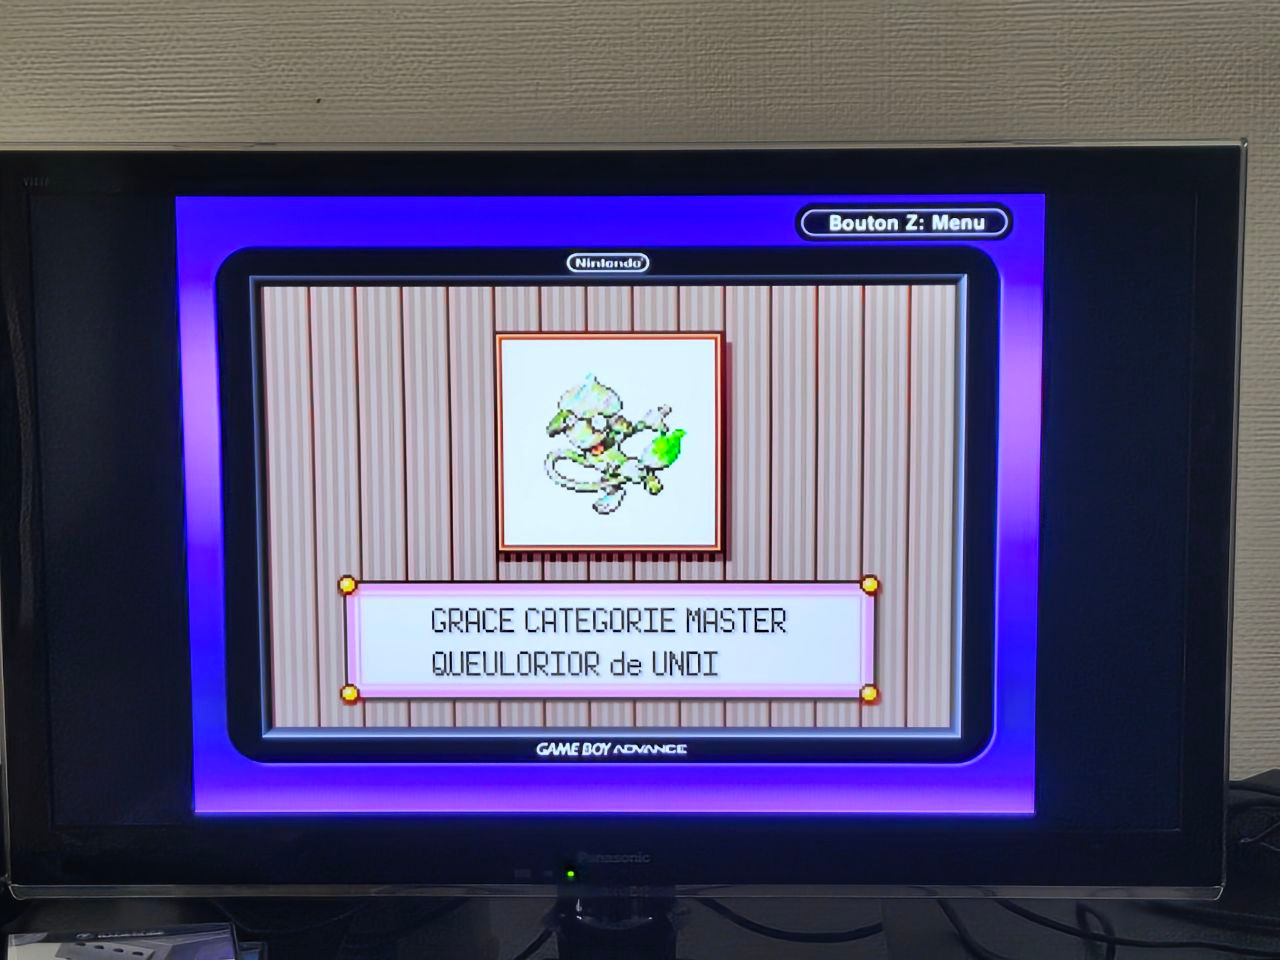 Bouton Z: Menu
Nintendo
GRACE CATEGORIE MASTER
QUEULORIOR de UNDI
GAME BOY ADVANCE
Panasonic